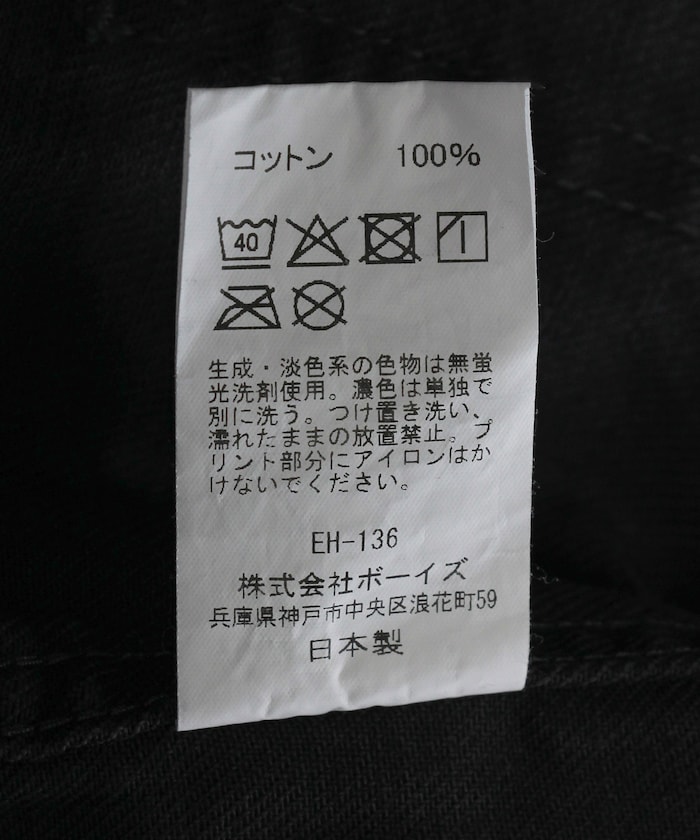 コットン 100%
40
生成・淡色系の色物は無蛍
光洗剤使用。濃色は単独で
別に洗う。つけ置き洗い、
濡れたままの放置禁止。プ
リント部分にアイロンはか
けないでください。
EH-136
株式会社ボーイズ
兵庫県神戸市中央区浪花町59
日本製